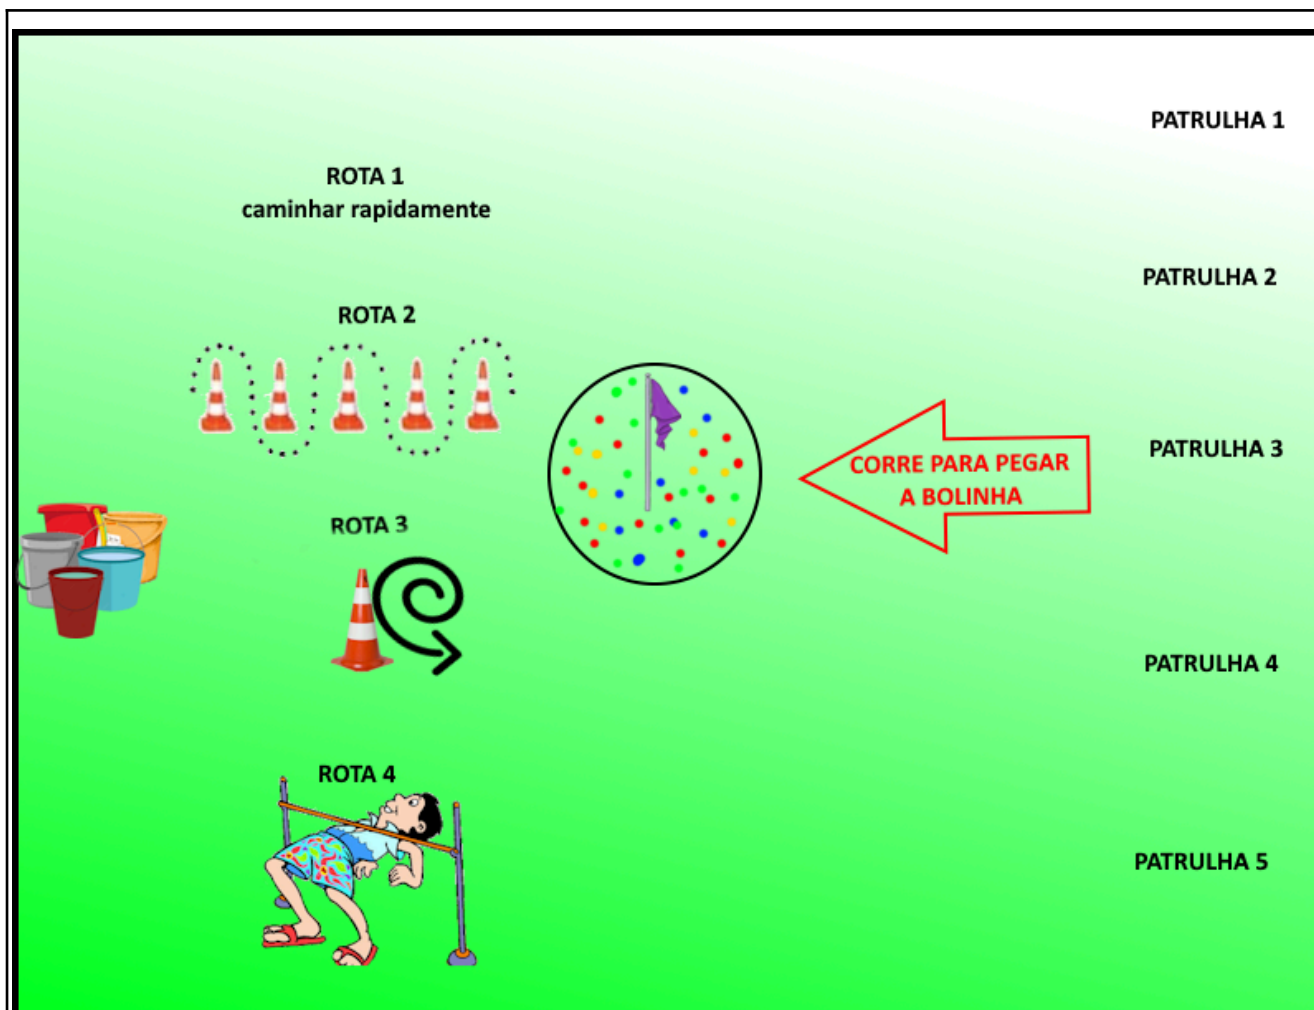 PATRULHA 1
ROTA 1
caminhar rapidamente
PATRULHA 2
ROTA 2
PATRULHA 3
CORRE PARA PEGAR
A BOLINHA
ROTA 3
PATRULHA 4
ROTA 4
PATRULHA 5